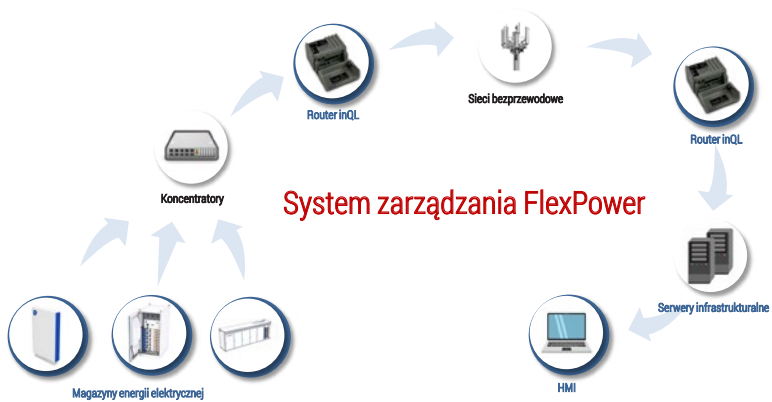 Router inQL
Sieci bezprzewodowe
Router inQL
Koncentratory
System zarządzania FlexPower
Serwery infrastrukturalne
Magazyny energii elektrycznej
HMI